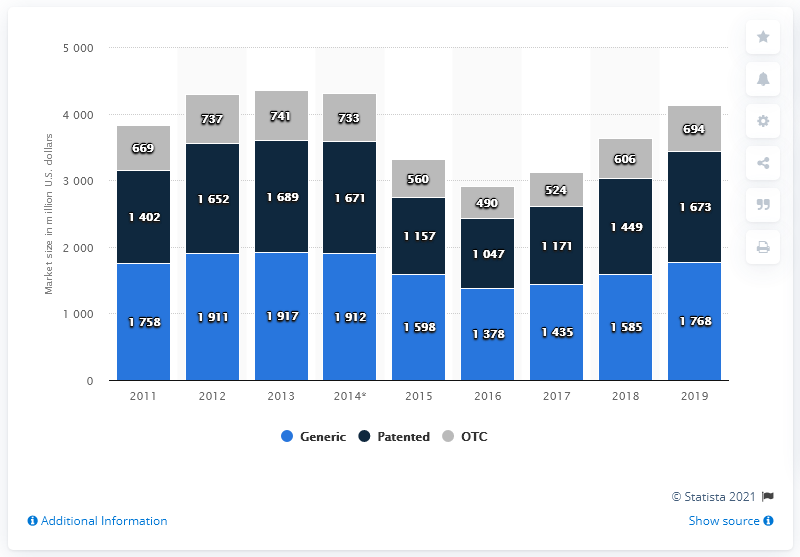 Market size in million U.S. dollars
5 000
4 000
3 000
2 000
1 000
0
669 737 741 733 560 490 524 606 694
1 402 1 652 1 689 1 671 1 157 1 047 1 171 1 449 1 673
1 758 1 911 1 917 1 912 1 598 1 378 1 435 1 585 1 768
2011 2012 2013 2014* 2015 2016 2017 2018 2019
Generic Patented OTC
© Statista 2021
Additional Information Show source